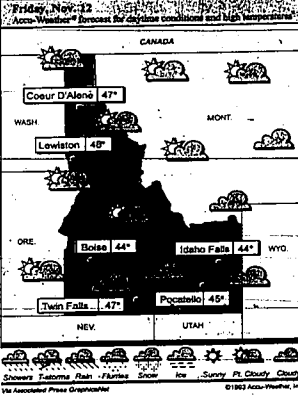 Friday, Nov. 12
Accu-Weather® forecast for daytime conditions and high temperatures
CANADA
Coeur D'Alene 47°
WASH.
MONT.
Lewiston 48°
ORE.
Boise 44°
Idaho Falls 44°
WYO.
Twin Falls 47°
Pocatello 45°
NEV.
UTAH
Showers T-storms Rain Flurries Snow Ice Sunny Pt. Cloudy Cloudy
Via Associated Press GraphicsNet
©1993 Accu-Weather, In